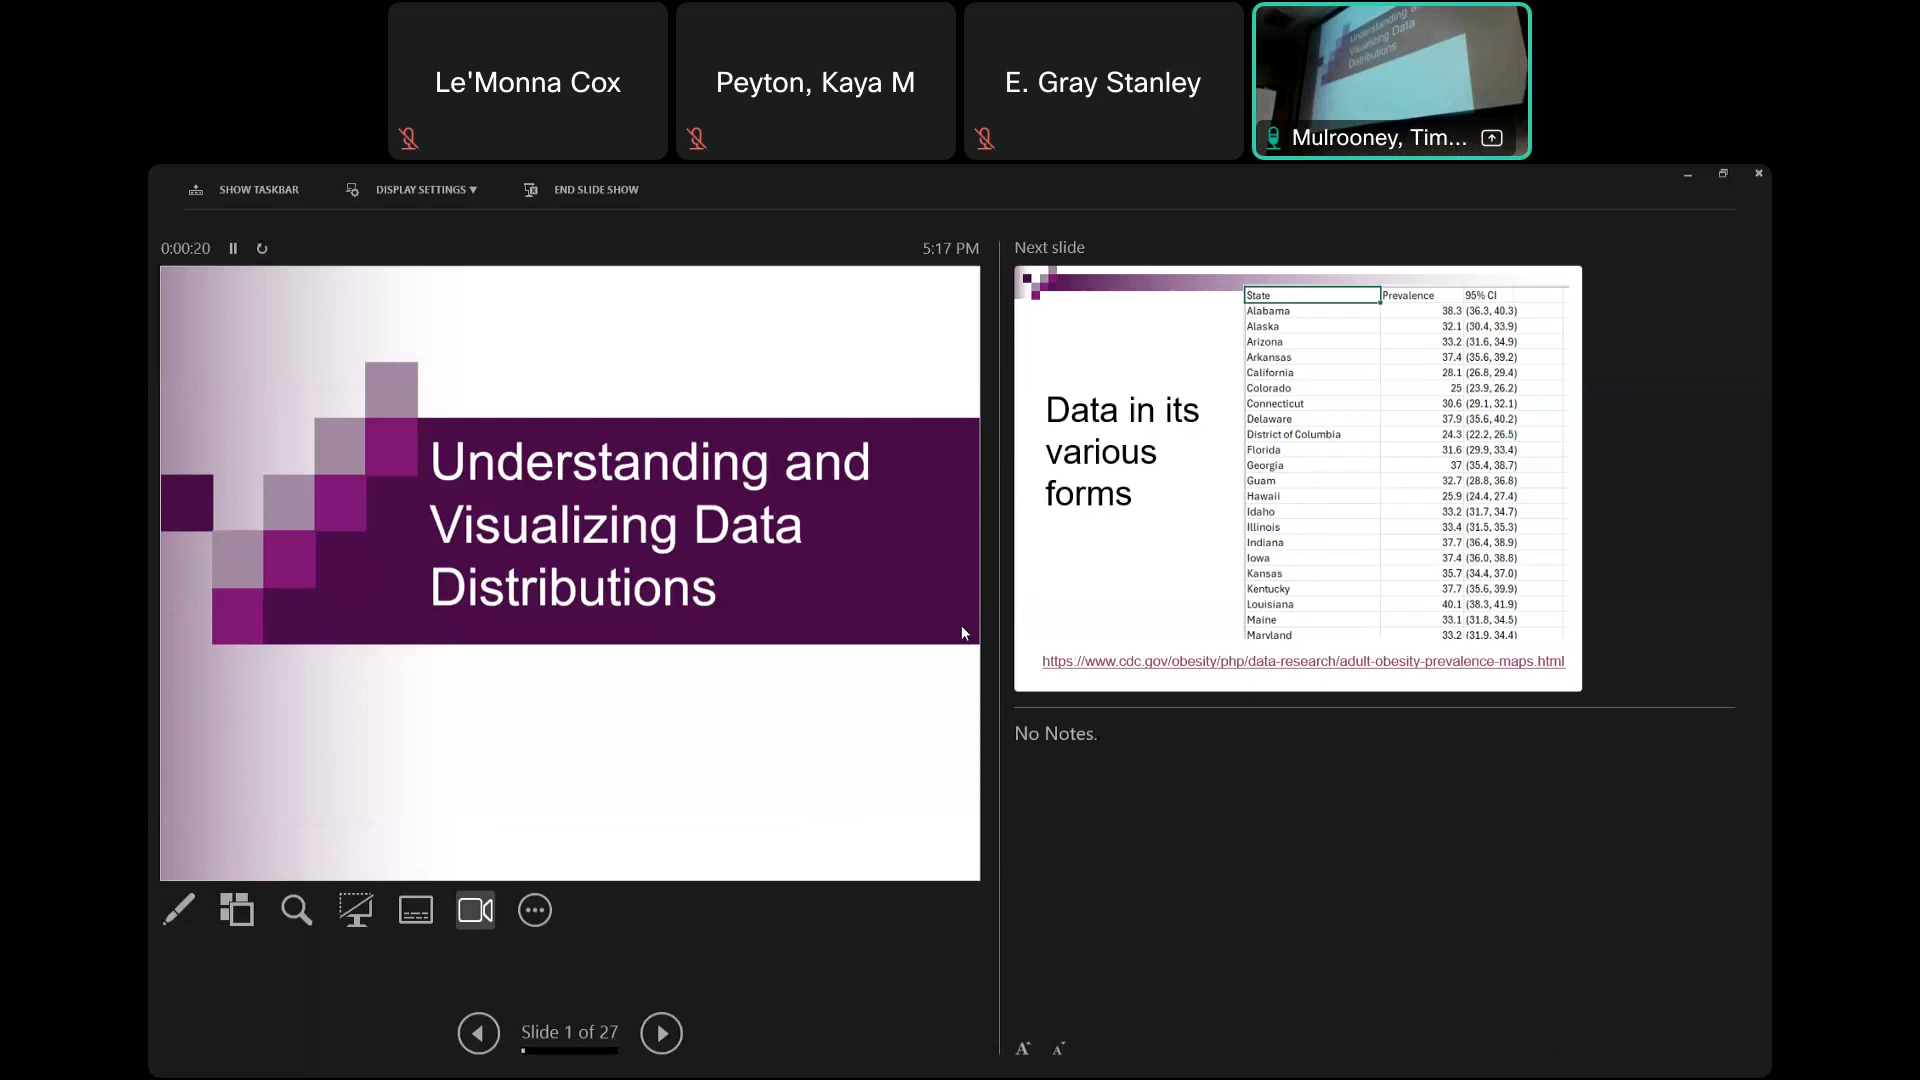 Le'Monna Cox
Peyton, Kaya M
E. Gray Stanley
Understanding and
Visualizing Data
Distributions
Mulrooney, Tim...
SHOW TASKBAR
DISPLAY SETTINGS ▼
END SLIDE SHOW
0:00:20
5:17 PM
Understanding and
Visualizing Data
Distributions
Next slide
Data in its
various
forms
State Prevalence 95% CI
Alabama 38.3 (36.3, 40.3)
Alaska 32.1 (30.4, 33.9)
Arizona 33.2 (31.6, 34.9)
Arkansas 37.4 (35.6, 39.2)
California 28.1 (26.8, 29.4)
Colorado 25 (23.9, 26.2)
Connecticut 30.6 (29.1, 32.1)
Delaware 37.9 (35.6, 40.2)
District of Columbia 24.3 (22.2, 26.5)
Florida 31.6 (29.9, 33.4)
Georgia 37 (35.4, 38.7)
Guam 32.7 (28.8, 36.8)
Hawaii 25.9 (24.4, 27.4)
Idaho 33.2 (31.7, 34.7)
Illinois 33.4 (31.5, 35.3)
Indiana 37.7 (36.4, 38.9)
Iowa 37.4 (36.0, 38.8)
Kansas 35.7 (34.4, 37.0)
Kentucky 37.7 (35.6, 39.9)
Louisiana 40.1 (38.3, 41.9)
Maine 33.1 (31.8, 34.5)
Maryland 33.2 (31.9, 34.4)
https://www.cdc.gov/obesity/php/data-research/adult-obesity-prevalence-maps.html
No Notes.
Slide 1 of 27
A A